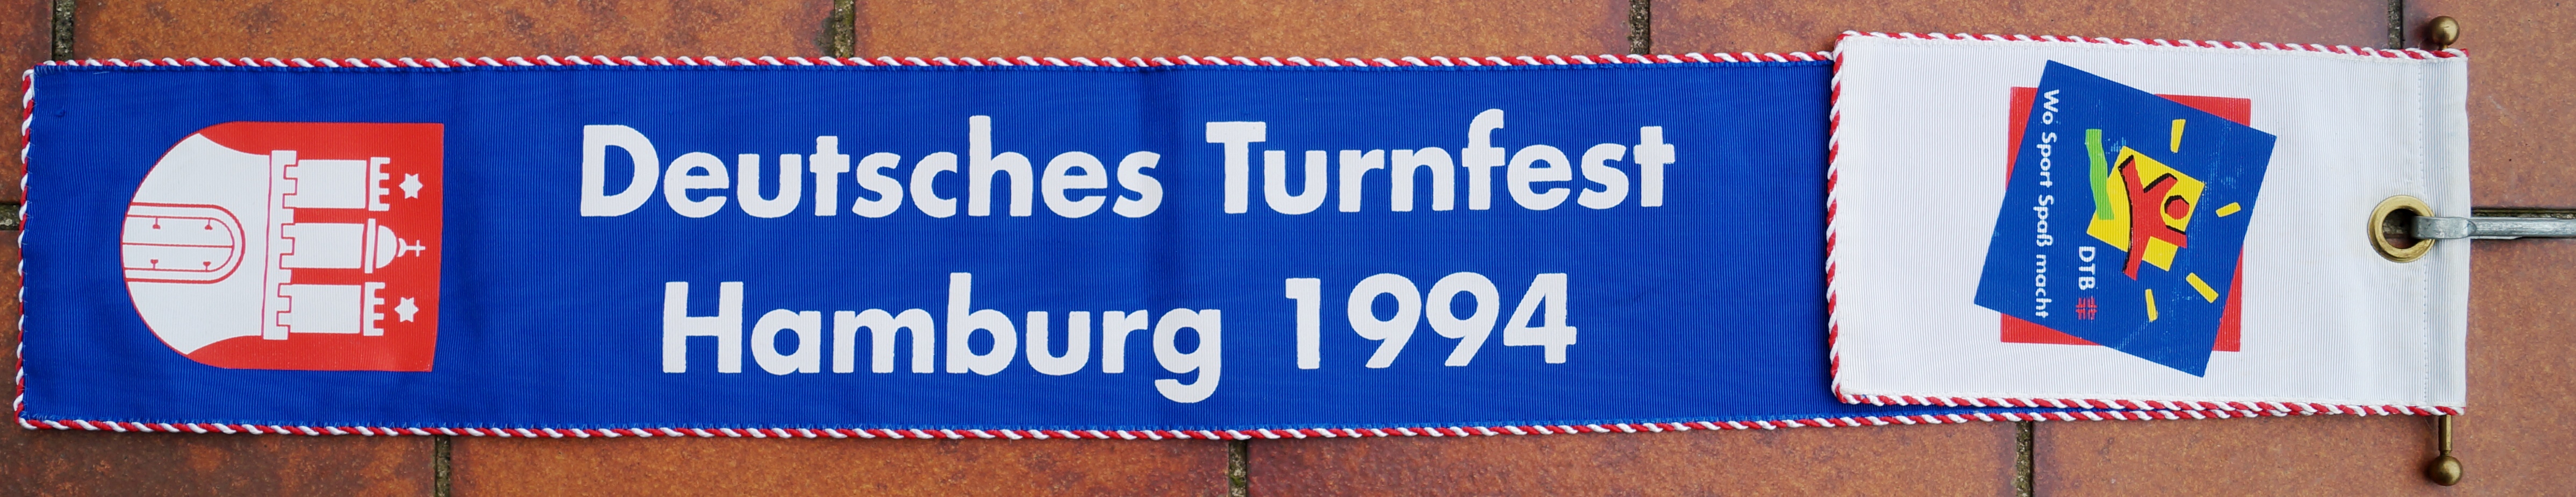 Deutsches Turnfest
Hamburg 1994
Wo Sport Spaß macht
DTB